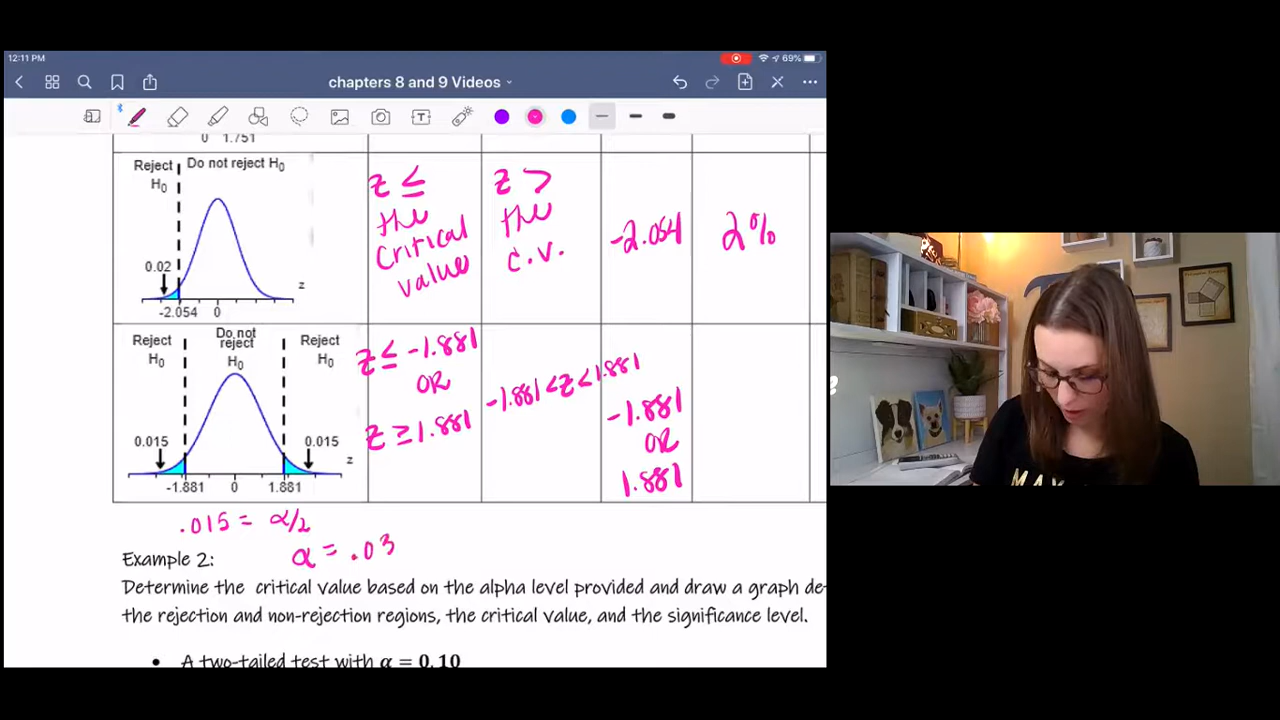 12:11 PM
69%
chapters 8 and 9 Videos
0 1.751
Reject
H0
Do not reject H0
0.02
z
-2.054 0
z ≤
the
critical
value
z >
the
c.v.
-2.054
2%
Reject
H0
Do not
reject
H0
Reject
H0
0.015
0.015
z
-1.881 0 1.881
z ≤ -1.881
OR
z ≥ 1.881
-1.881 < z < 1.881
-1.881
OR
1.881
.015 = α/2
α = .03
Example 2:
Determine the critical value based on the alpha level provided and draw a graph de-
the rejection and non-rejection regions, the critical value, and the significance level.
• A two-tailed test with α = 0.10